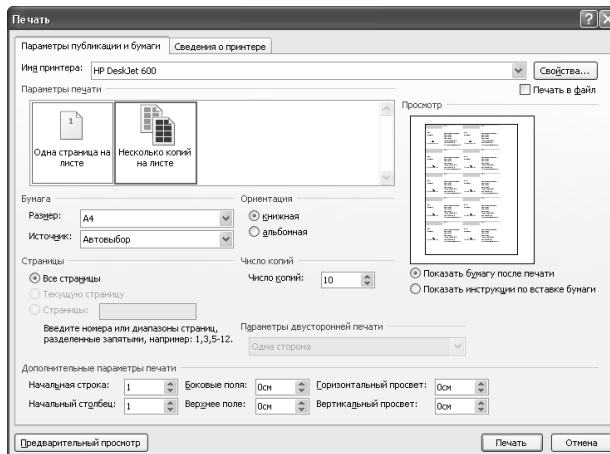 Печать
Параметры публикации и бумаги
Сведения о принтере
Имя принтера: HP DeskJet 600
Свойства...
Параметры печати
Печать в файл
Просмотр
1
Одна страница на листе
Несколько копий на листе
Бумага
Ориентация
Размер: A4
книжная
Источник: Автовыбор
альбомная
Страницы
Число копий
Все страницы
Число копий: 10
Показать бумагу после печати
Текущую страницу
Показать инструкции по вставке бумаги
Страницы:
Введите номера или диапазоны страниц,
разделенные запятыми, например: 1,3,5-12.
Параметры двусторонней печати
Одна сторона
Дополнительные параметры печати
Начальная строка: 1 Боковые поля: 0см Горизонтальный просвет: 0см
Начальный столбец: 1 Верхнее поле: 0см Вертикальный просвет: 0см
Предварительный просмотр
Печать
Отмена